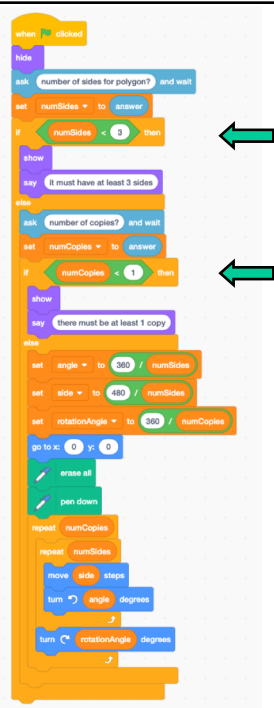 when clicked
hide
ask number of sides for polygon? and wait
set numSides to answer
if numSides < 3 then
show
say it must have at least 3 sides
else
ask number of copies? and wait
set numCopies to answer
if numCopies < 1 then
show
say there must be at least 1 copy
else
set angle to 360 / numSides
set side to 480 / numSides
set rotationAngle to 360 / numCopies
go to x: 0 y: 0
erase all
pen down
repeat numCopies
repeat numSides
move side steps
turn angle degrees
turn rotationAngle degrees